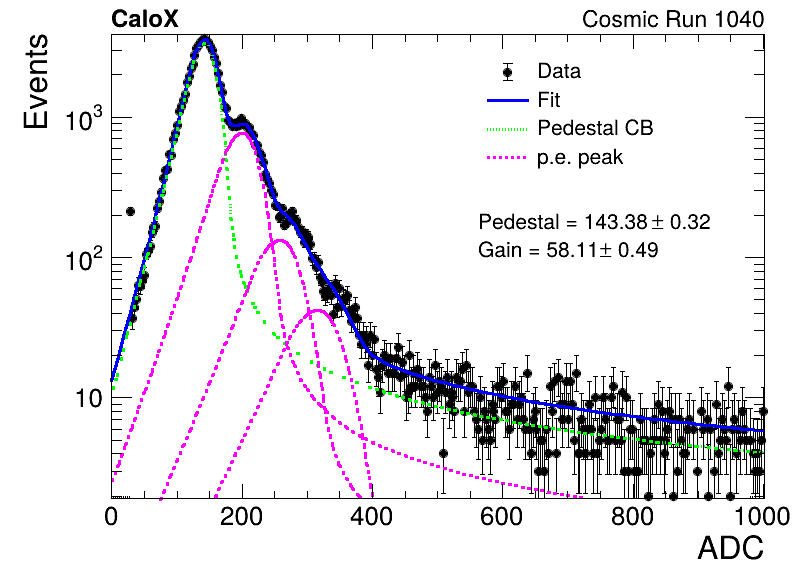 CaloX Cosmic Run 1040
Events
Data
Fit
Pedestal CB
p.e. peak
Pedestal = 143.38 ± 0.32
Gain = 58.11 ± 0.49
10³
10²
10
0 200 400 600 800 1000
ADC